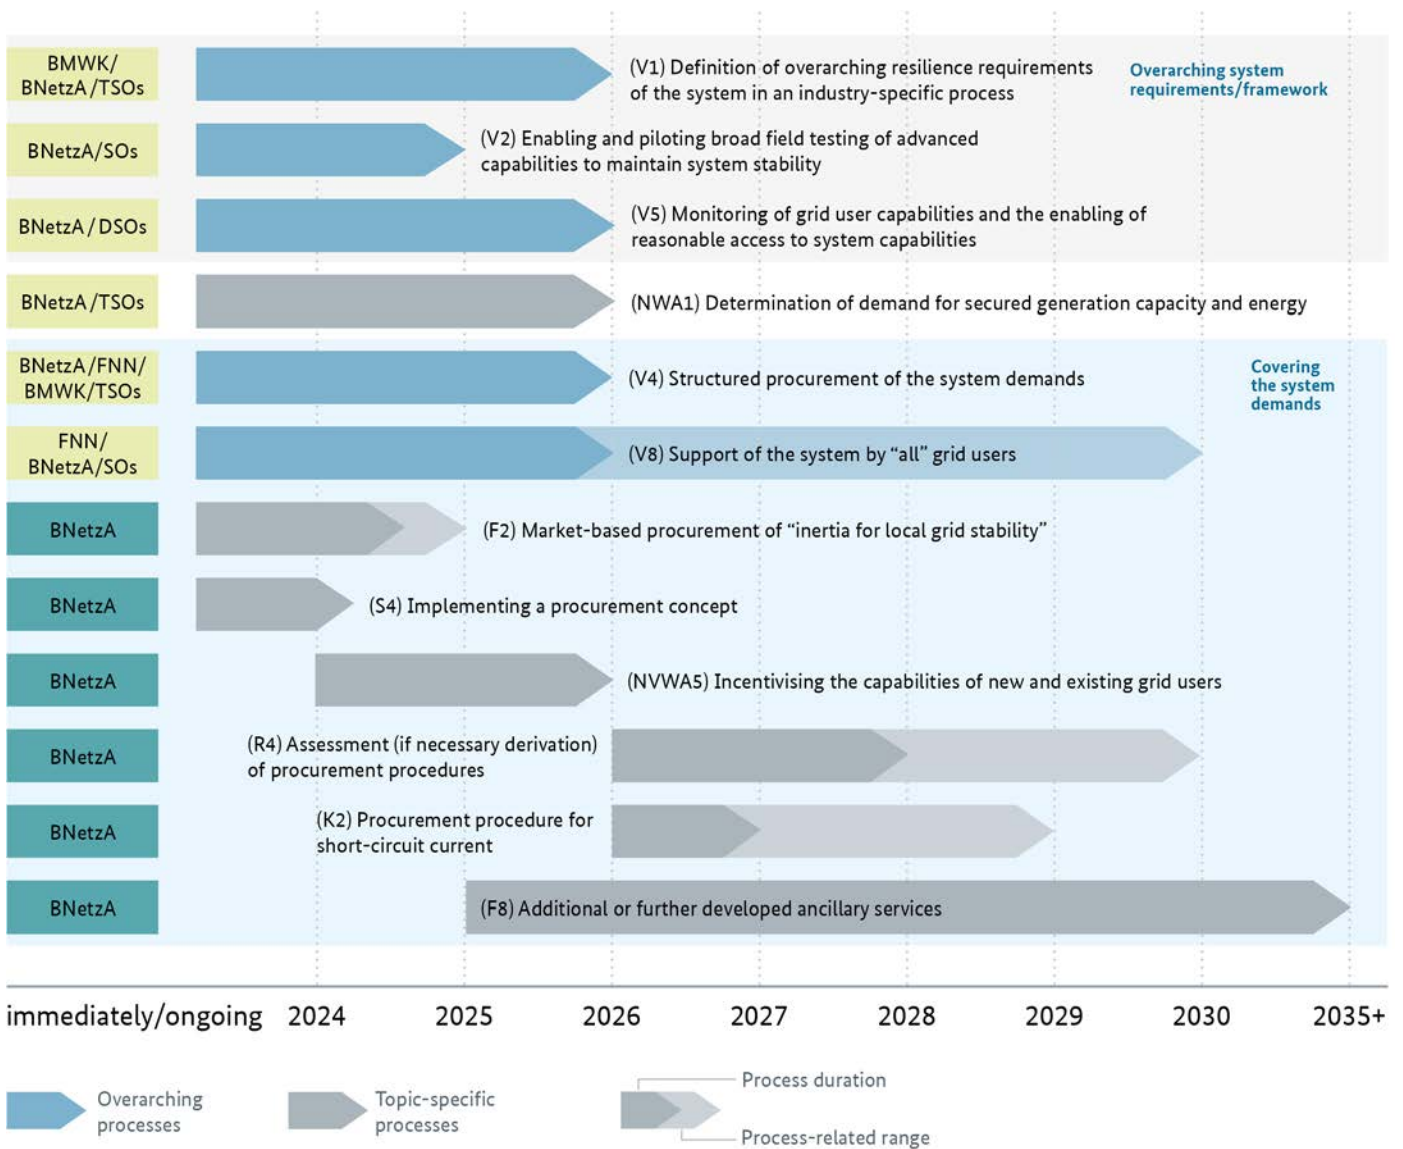 BMWK/
BNetzA/TSOs
(V1) Definition of overarching resilience requirements
of the system in an industry-specific process
Overarching system
requirements/framework
BNetzA/SOs
(V2) Enabling and piloting broad field testing of advanced
capabilities to maintain system stability
BNetzA/DSOs
(V5) Monitoring of grid user capabilities and the enabling of
reasonable access to system capabilities
BNetzA/TSOs
(NWA1) Determination of demand for secured generation capacity and energy
BNetzA/FNN/
BMWK/TSOs
(V4) Structured procurement of the system demands
Covering
the system
demands
FNN/
BNetzA/SOs
(V8) Support of the system by “all” grid users
BNetzA
(F2) Market-based procurement of “inertia for local grid stability”
BNetzA
(S4) Implementing a procurement concept
BNetzA
(NVWA5) Incentivising the capabilities of new and existing grid users
BNetzA
(R4) Assessment (if necessary derivation)
of procurement procedures
BNetzA
(K2) Procurement procedure for
short-circuit current
BNetzA
(F8) Additional or further developed ancillary services
immediately/ongoing 2024 2025 2026 2027 2028 2029 2030 2035+
Overarching
processes
Topic-specific
processes
Process duration
Process-related range